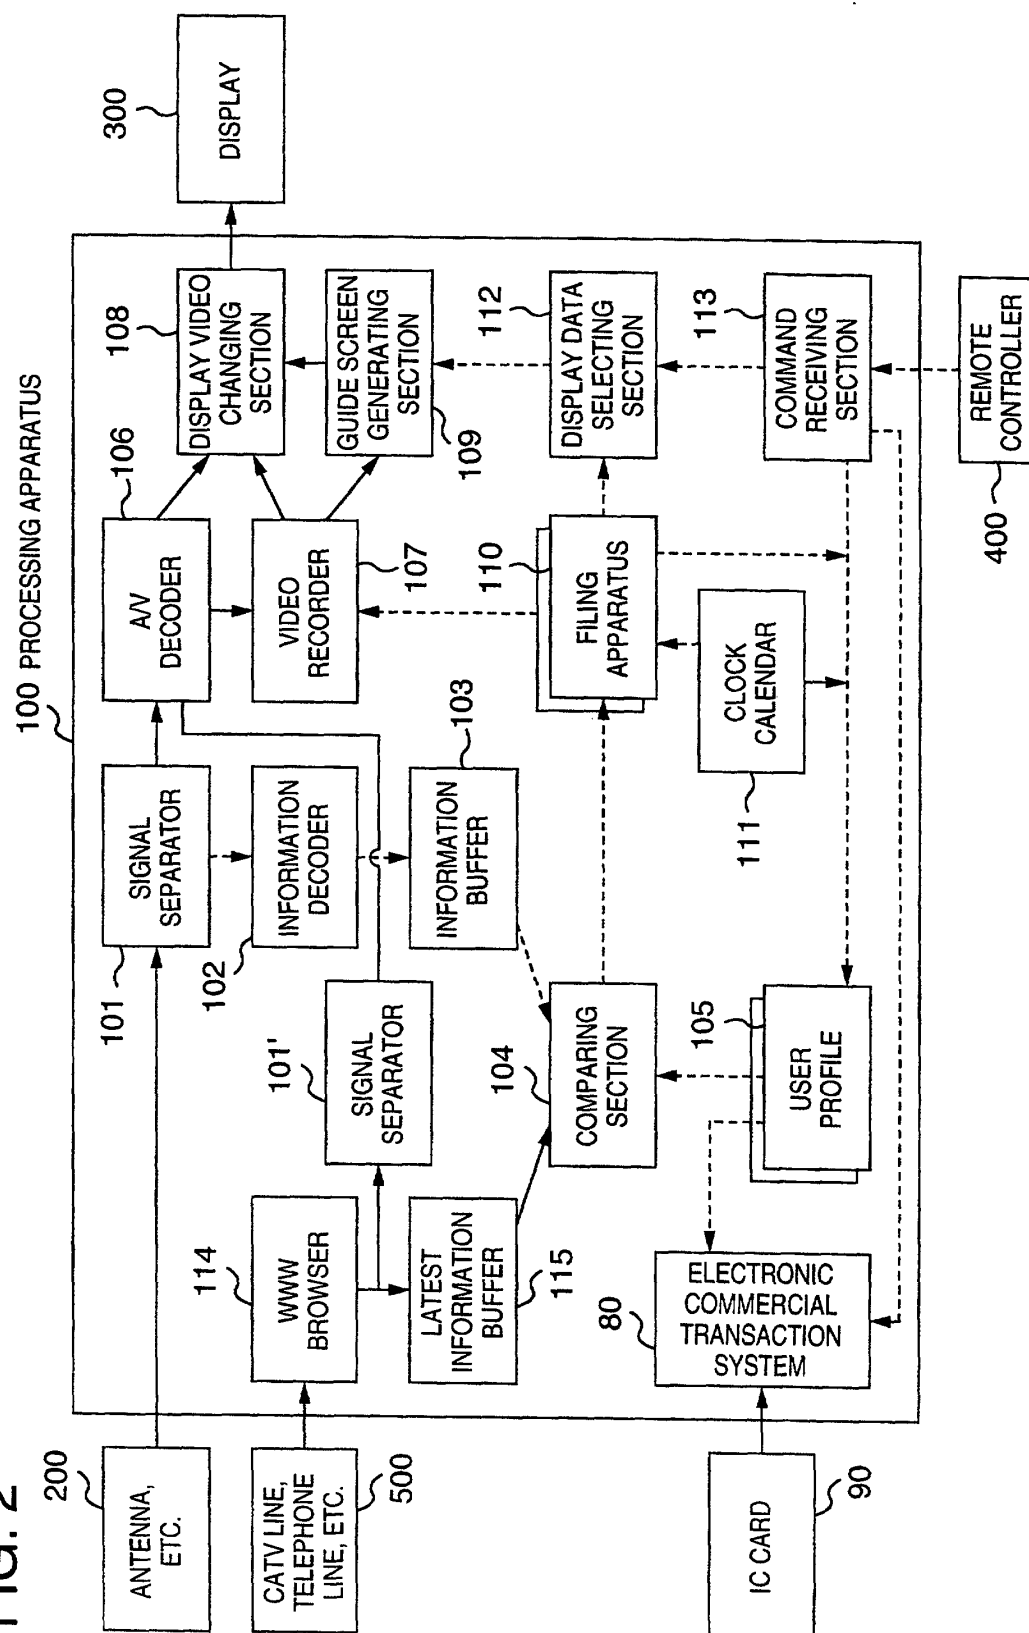 FIG. 2
100 PROCESSING APPARATUS
200
ANTENNA,
ETC.
101
SIGNAL
SEPARATOR
106
A/V
DECODER
108
DISPLAY VIDEO
CHANGING
SECTION
300
DISPLAY
500
CATV LINE,
TELEPHONE
LINE, ETC.
114
WWW
BROWSER
102
INFORMATION
DECODER
VIDEO
RECORDER
107
GUIDE SCREEN
GENERATING
SECTION
109
101'
SIGNAL
SEPARATOR
103
INFORMATION
BUFFER
LATEST
INFORMATION
BUFFER
115
104
COMPARING
SECTION
110
FILING
APPARATUS
112
DISPLAY DATA
SELECTING
SECTION
CLOCK
CALENDAR
111
80
ELECTRONIC
COMMERCIAL
TRANSACTION
SYSTEM
105
USER
PROFILE
113
COMMAND
RECEIVING
SECTION
IC CARD
90
REMOTE
CONTROLLER
400